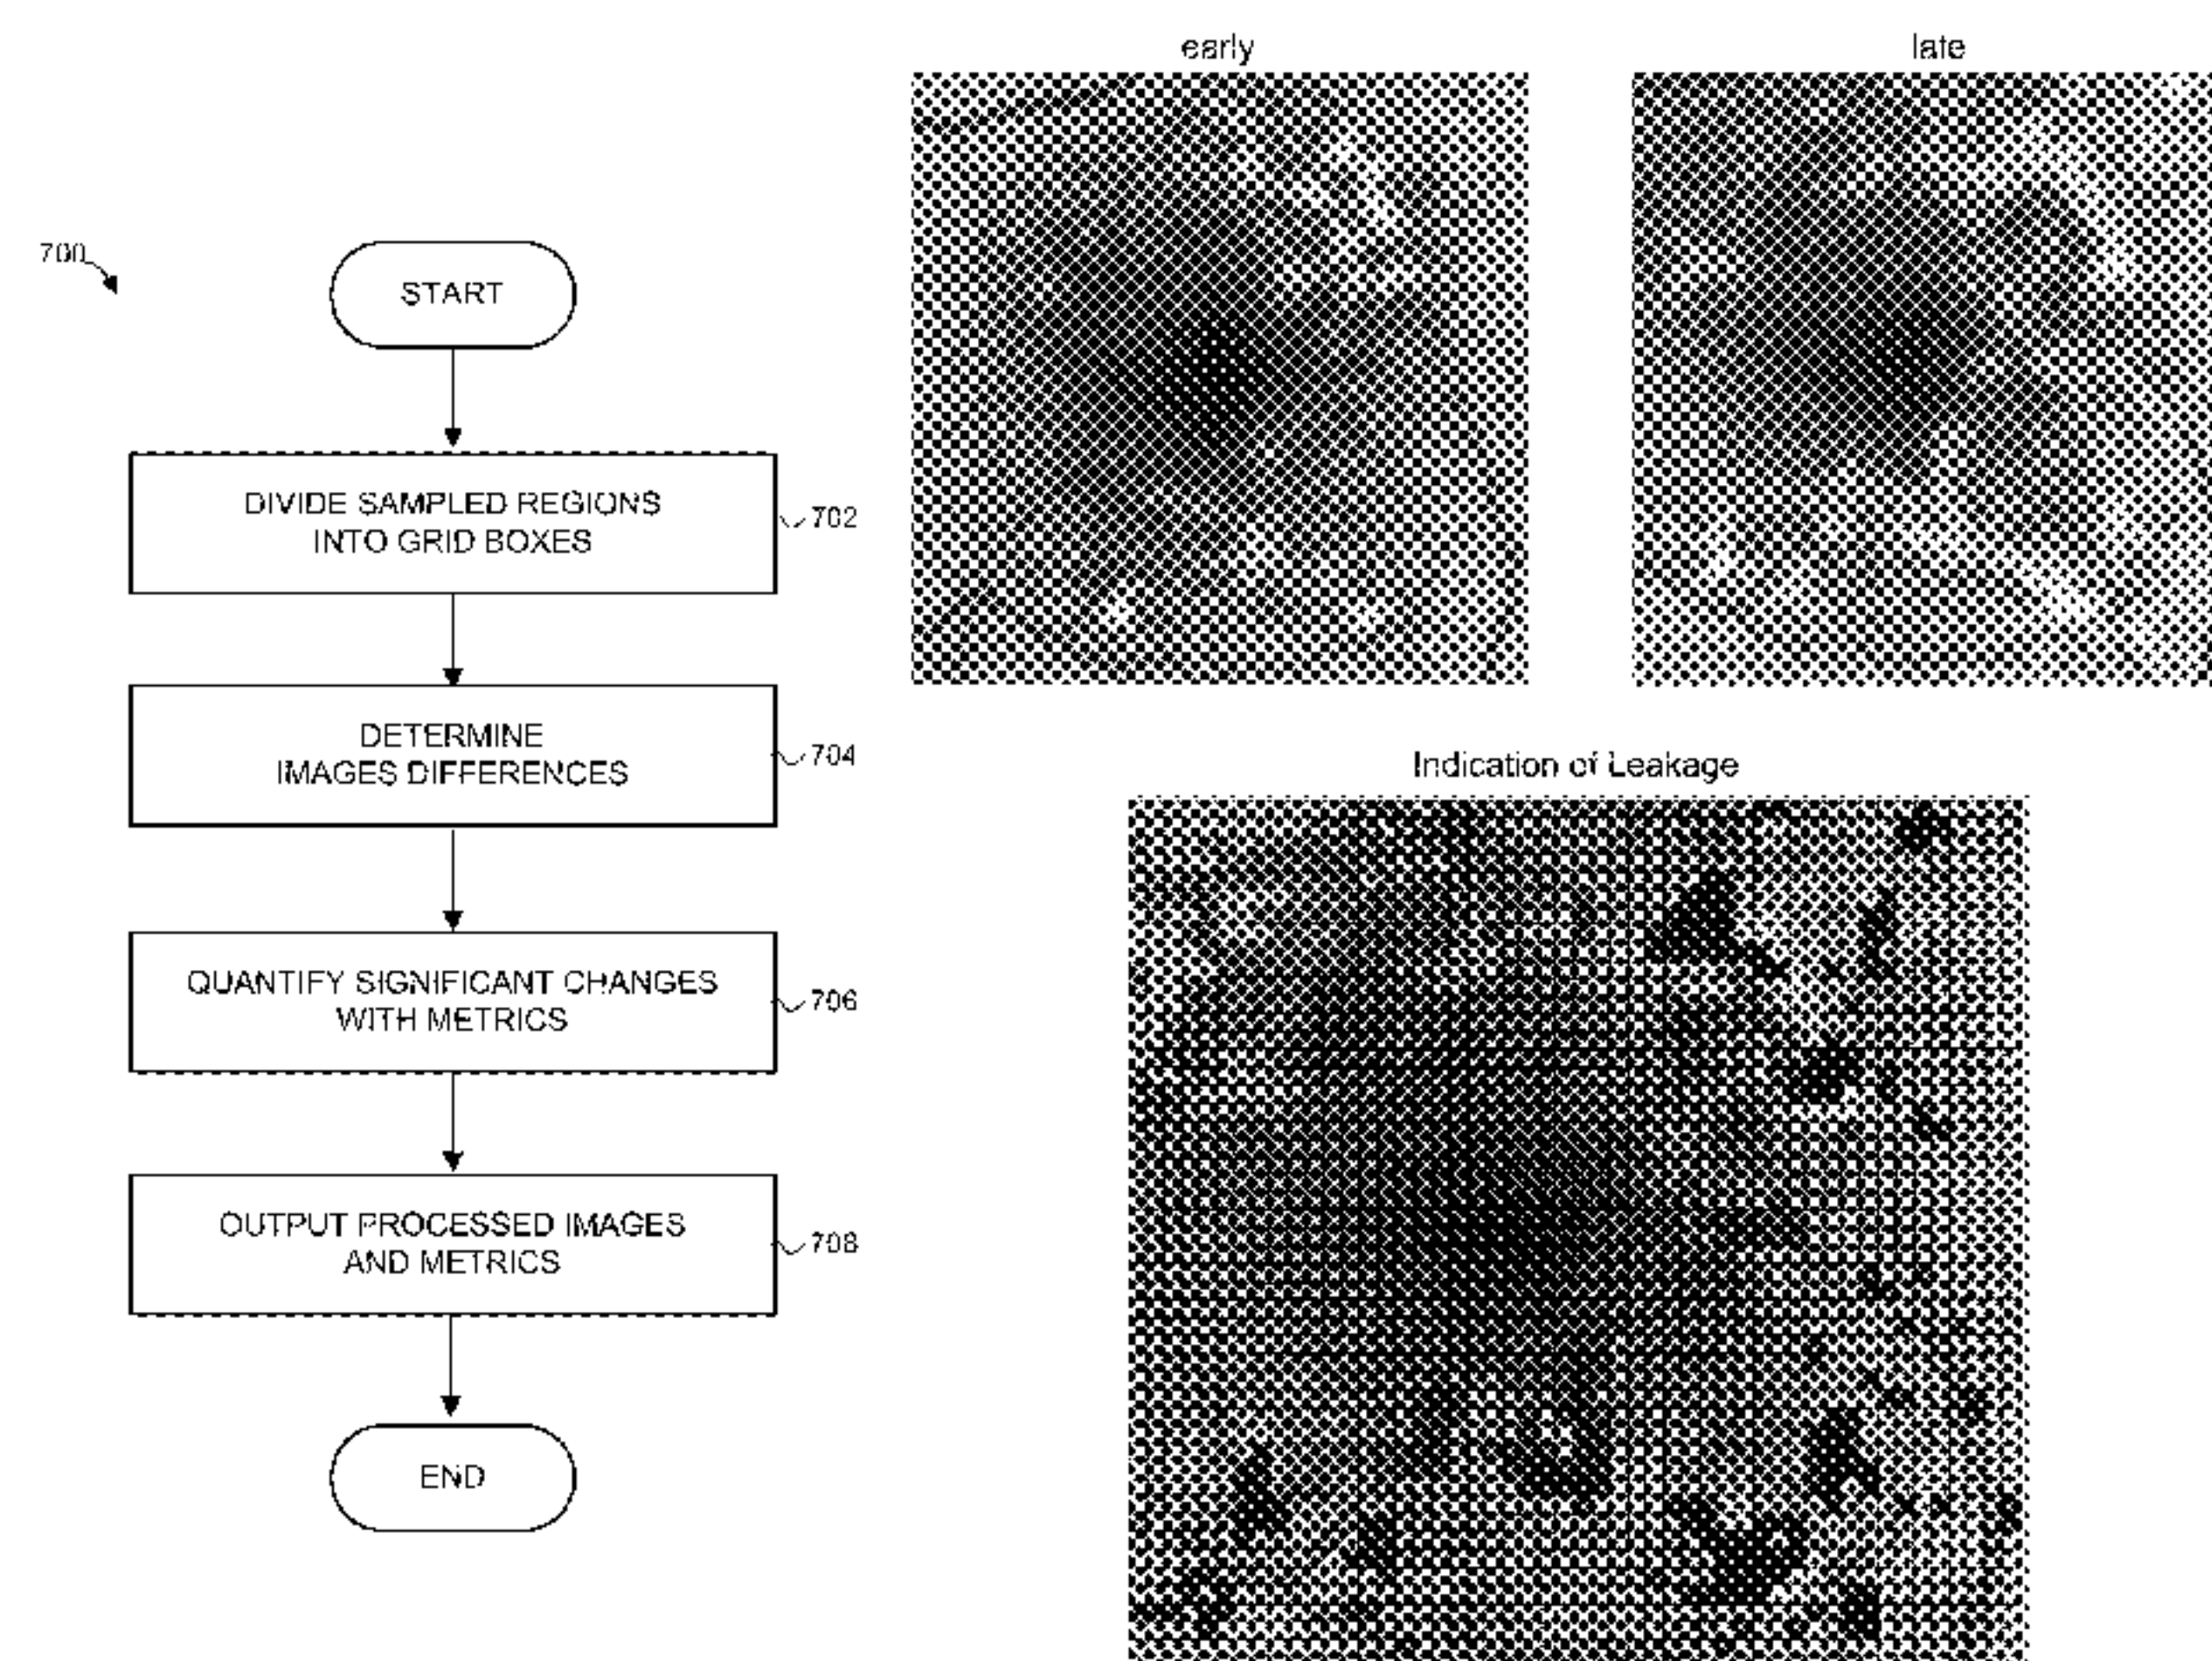 700
START
DIVIDE SAMPLED REGIONS
INTO GRID BOXES
702
DETERMINE
IMAGES DIFFERENCES
704
QUANTIFY SIGNIFICANT CHANGES
WITH METRICS
706
OUTPUT PROCESSED IMAGES
AND METRICS
708
END
early
late
Indication of Leakage